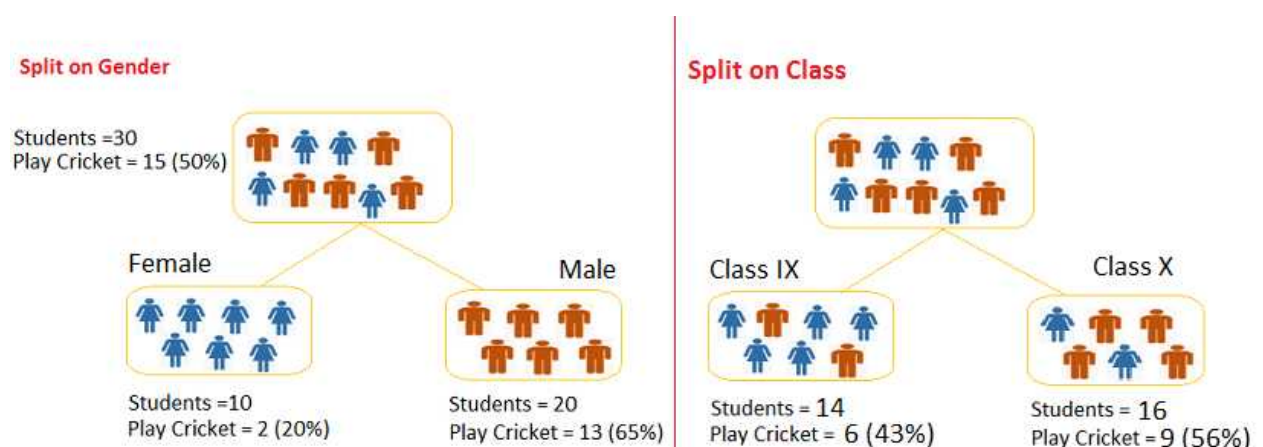 Split on Gender
Students =30
Play Cricket = 15 (50%)
Female
Male
Students =10
Play Cricket = 2 (20%)
Students = 20
Play Cricket = 13 (65%)
Split on Class
Class IX
Class X
Students = 14
Play Cricket = 6 (43%)
Students = 16
Play Cricket = 9 (56%)